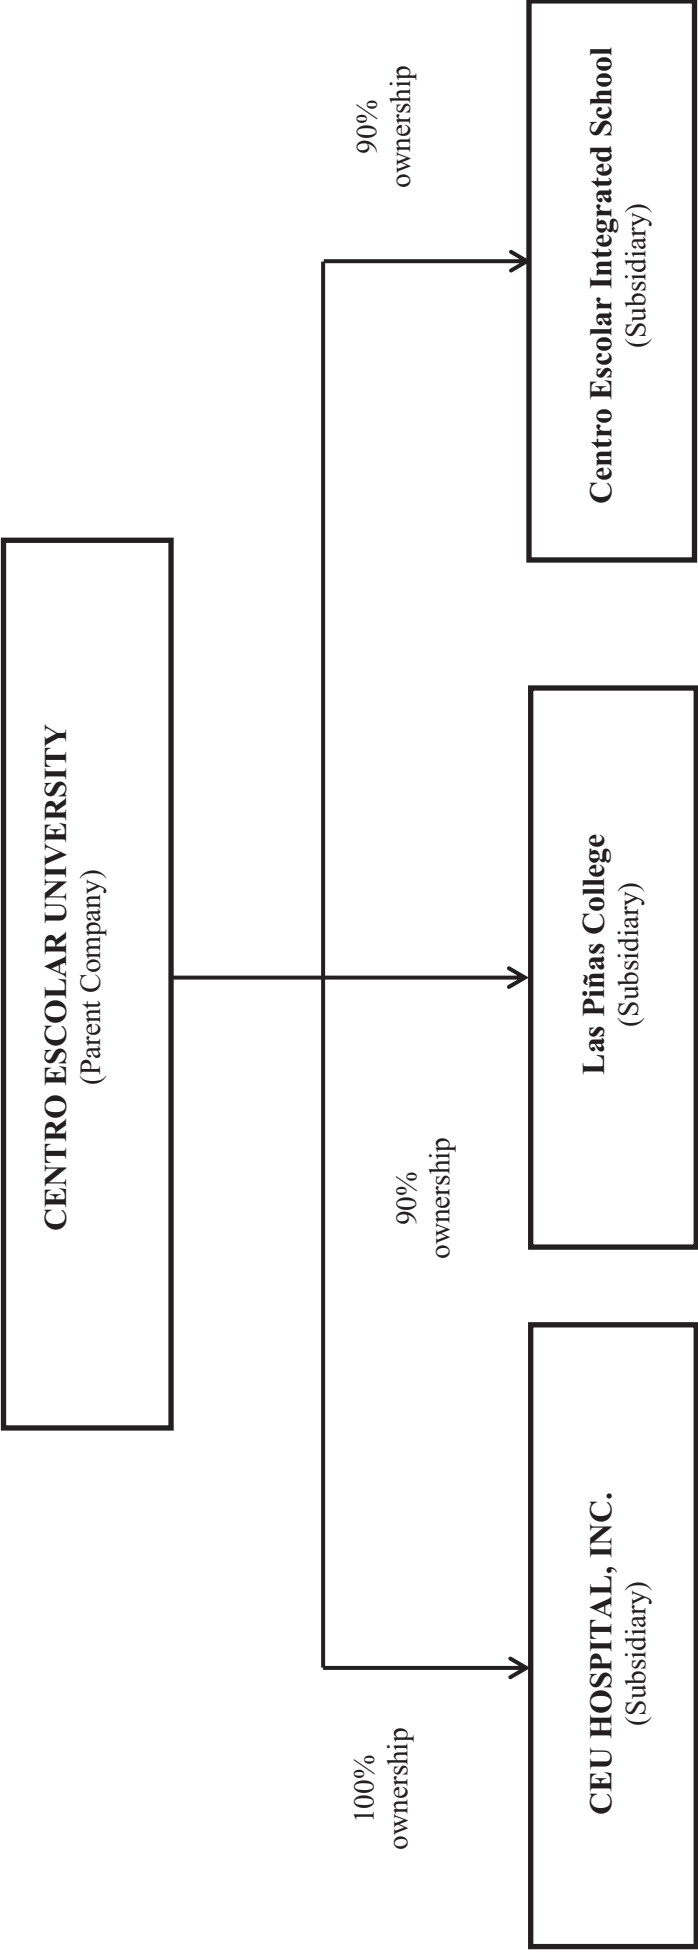 CENTRO ESCOLAR UNIVERSITY
(Parent Company)
100%
ownership
90%
ownership
90%
ownership
CEU HOSPITAL, INC.
(Subsidiary)
Las Piñas College
(Subsidiary)
Centro Escolar Integrated School
(Subsidiary)